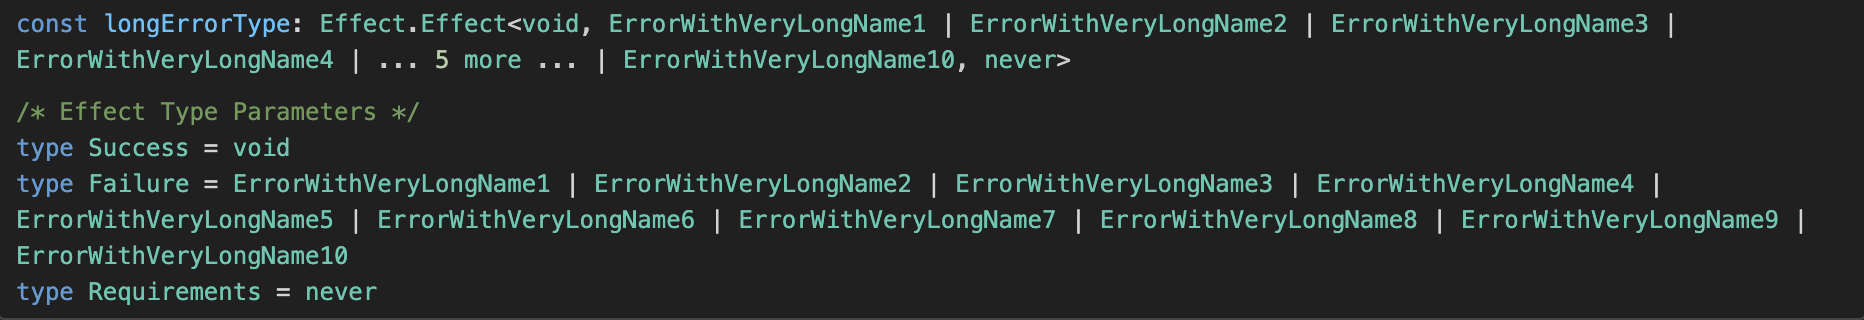 const longErrorType: Effect.Effect<void, ErrorWithVeryLongName1 | ErrorWithVeryLongName2 | ErrorWithVeryLongName3 |
ErrorWithVeryLongName4 | ... 5 more ... | ErrorWithVeryLongName10, never>
/* Effect Type Parameters */
type Success = void
type Failure = ErrorWithVeryLongName1 | ErrorWithVeryLongName2 | ErrorWithVeryLongName3 | ErrorWithVeryLongName4 |
ErrorWithVeryLongName5 | ErrorWithVeryLongName6 | ErrorWithVeryLongName7 | ErrorWithVeryLongName8 | ErrorWithVeryLongName9 |
ErrorWithVeryLongName10
type Requirements = never